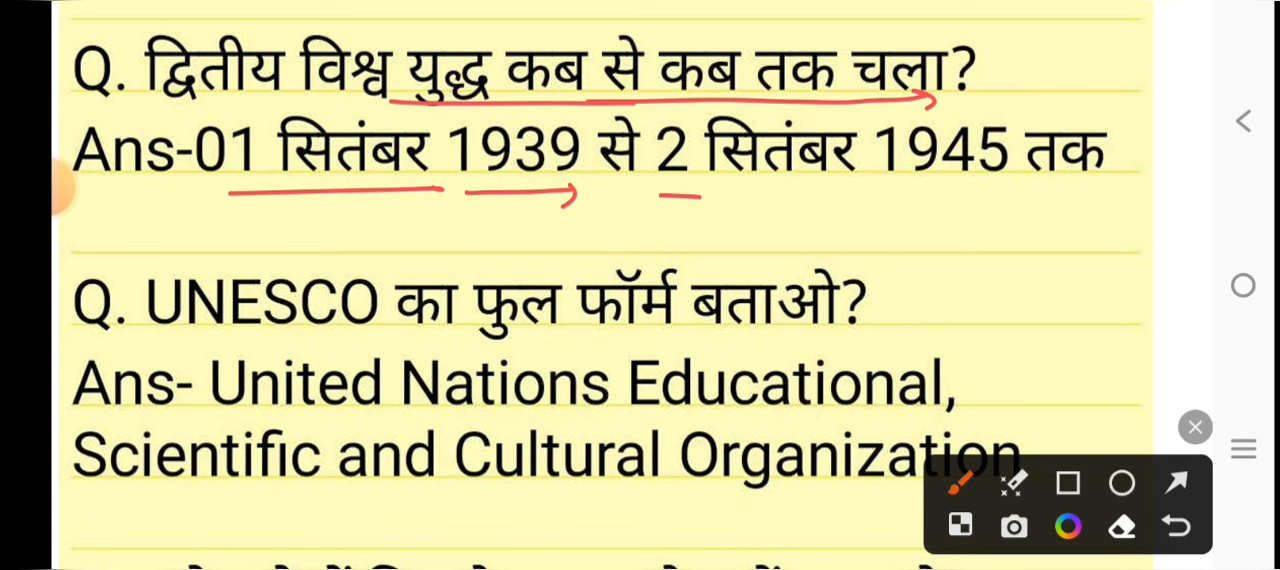 Q. द्वितीय विश्व युद्ध कब से कब तक चला?
Ans-01 सितंबर 1939 से 2 सितंबर 1945 तक
Q. UNESCO का फुल फॉर्म बताओ?
Ans- United Nations Educational,
Scientific and Cultural Organization